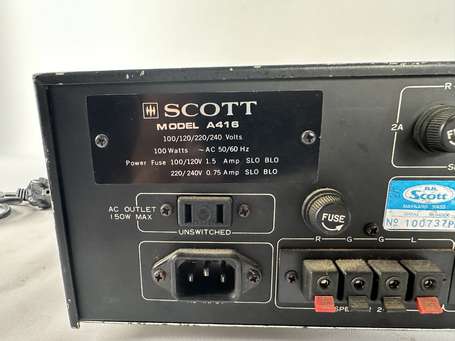 SCOTT
MODEL A416
100/120/220/240 Volts
100 Watts ~AC 50/60 Hz
Power Fuse 100/120V 1.5 Amp SLO BLO
220/240V 0.75 Amp SLO BLO
R
2A
S
AC OUTLET
150W MAX
UNSWITCHED
FUSE
R G G L
H.H.
Scott
No 100737P
SPE 2